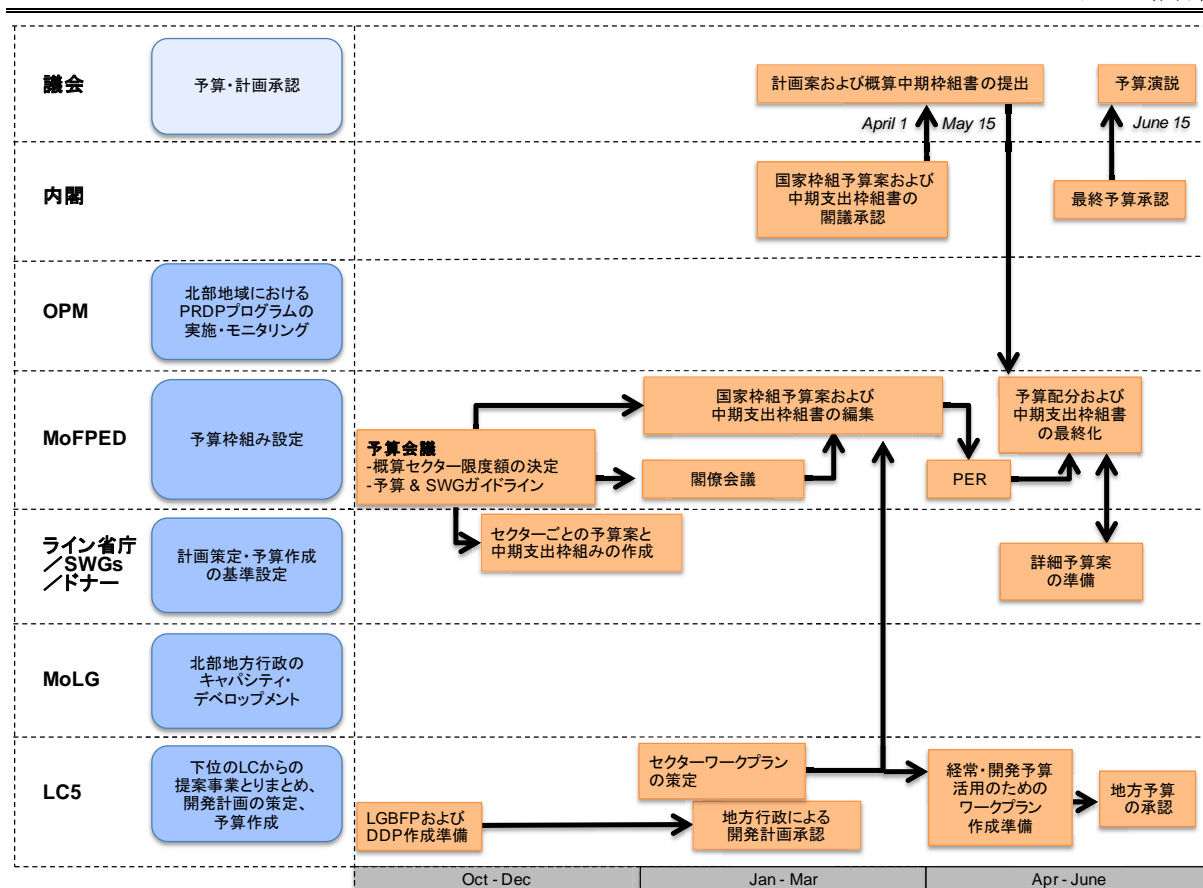 議会
予算・計画承認
計画案および概算中期枠組書の提出
予算演説
April 1
May 15
June 15
内閣
国家枠組予算案および
中期支出枠組書の
閣議承認
最終予算承認
OPM
北部地域における
PRDPプログラムの
実施・モニタリング
MoFPED
予算枠組み設定
予算会議
-概算セクター限度額の決定
-予算 & SWGガイドライン
国家枠組予算案および
中期支出枠組書の編集
閣僚会議
PER
予算配分および
中期支出枠組書
の最終化
ライン省庁
／SWGs
／ドナー
計画策定・予算作成
の基準設定
セクターごとの予算案と
中期支出枠組みの作成
詳細予算案
の準備
MoLG
北部地方行政の
キャパシティ・
デベロップメント
LC5
下位のLCからの
提案事業とりまとめ、
開発計画の策定、
予算作成
LGBFPおよび
DDP作成準備
セクターワークプラン
の策定
地方行政による
開発計画承認
経常・開発予算
活用のための
ワークプラン
作成準備
地方予算
の承認
Oct - Dec
Jan - Mar
Apr - June